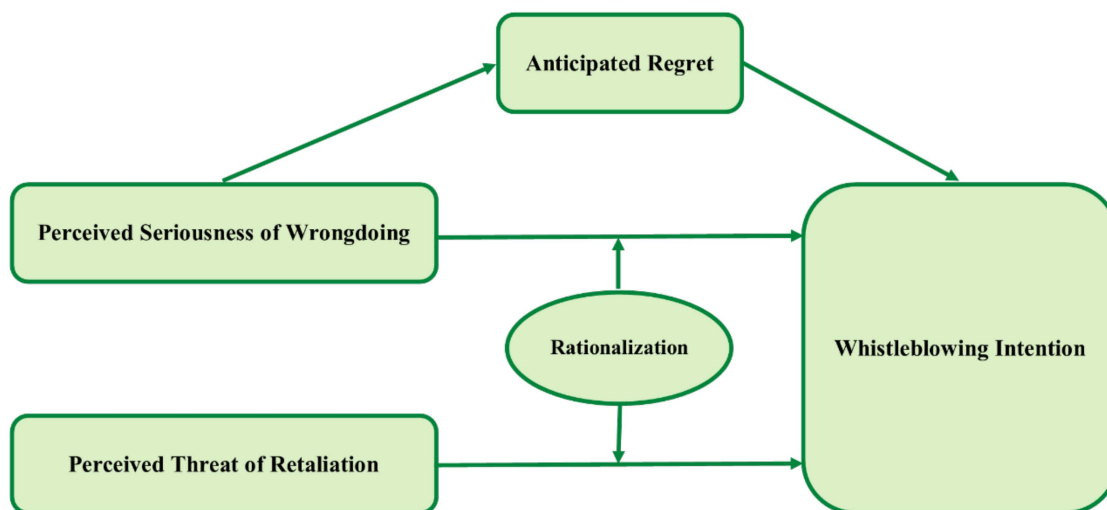 Anticipated Regret
Perceived Seriousness of Wrongdoing
Rationalization
Whistleblowing Intention
Perceived Threat of Retaliation